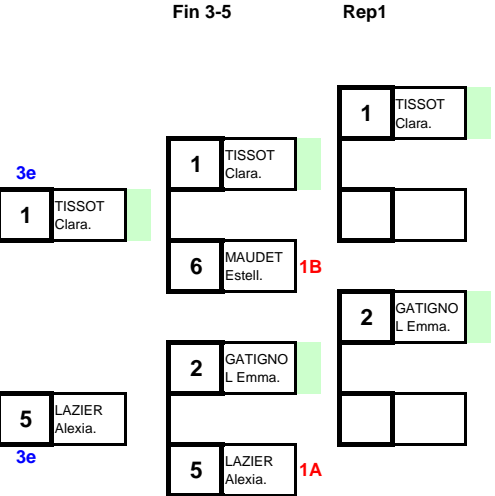 Fin 3-5 Rep1
1 TISSOT
Clara.
1 TISSOT
Clara.
3e
1 TISSOT
Clara.
6 MAUDET
Estell. 1B
2 GATIGNO
L Emma.
2 GATIGNO
L Emma.
5 LAZIER
Alexia.
3e
5 LAZIER
Alexia. 1A